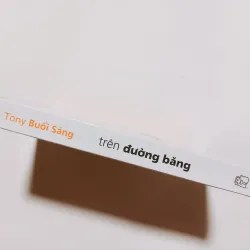 Tony Buổi Sáng trên đường băng